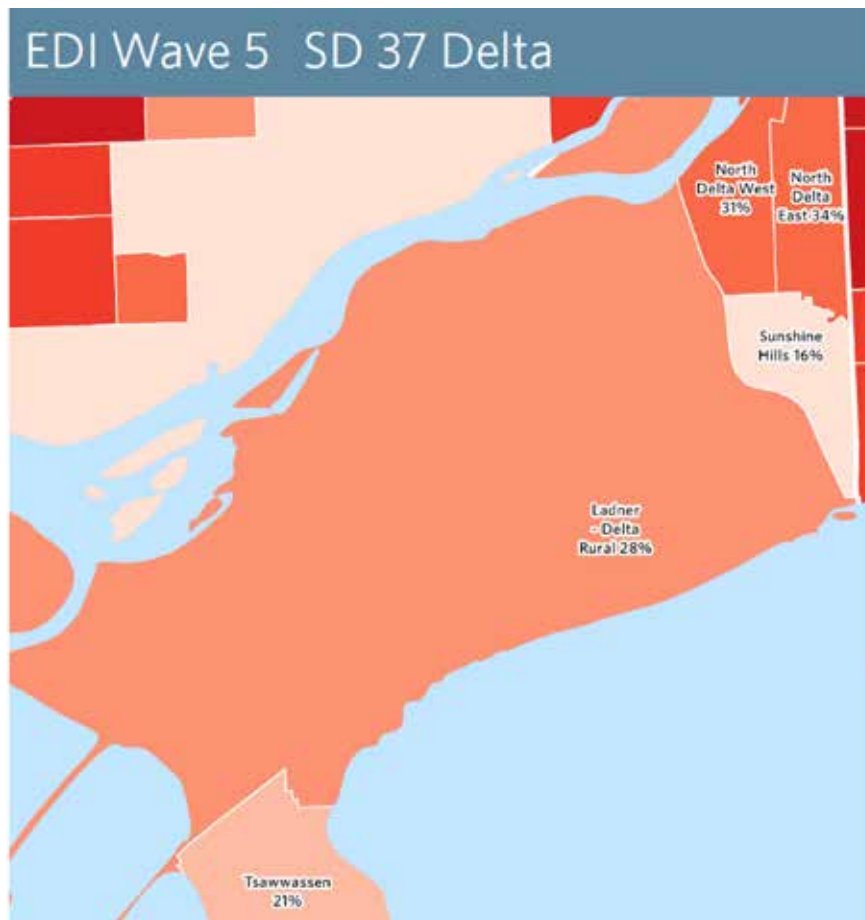 EDI Wave 5 SD 37 Delta
North
Delta West
31%
North
Delta
East 34%
Sunshine
Hills 16%
Ladner
- Delta
Rural 28%
Tsawwassen
21%